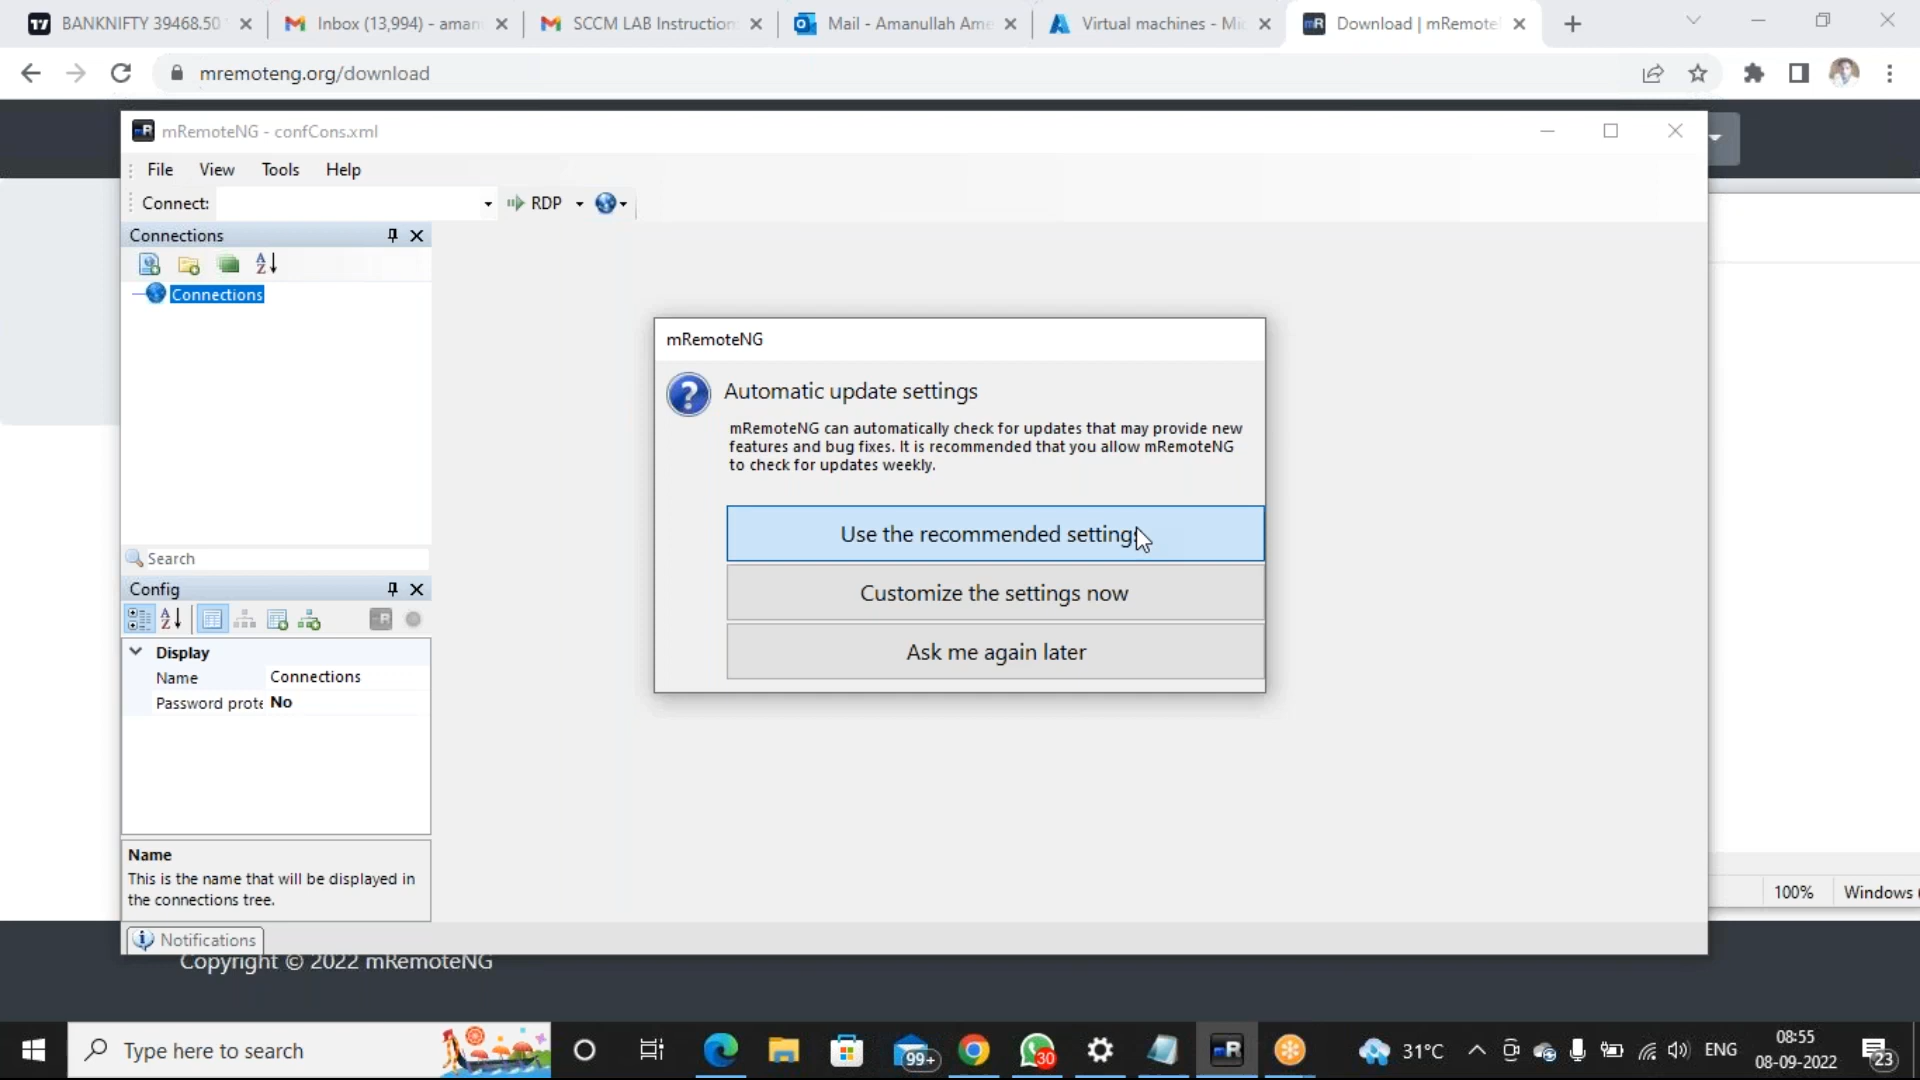 BANKNIFTY 39468.50
Inbox (13,994) - aman
SCCM LAB Instruction
Mail - Amanullah Ame
Virtual machines - Mic
Download | mRemote
mremoteng.org/download
mRemoteNG - confCons.xml
File View Tools Help
Connect: RDP
Connections
Connections
Search
Config
Display
Name Connections
Password prote No
Name
This is the name that will be displayed in
the connections tree.
Notifications
mRemoteNG
Automatic update settings
mRemoteNG can automatically check for updates that may provide new
features and bug fixes. It is recommended that you allow mRemoteNG
to check for updates weekly.
Use the recommended settings
Customize the settings now
Ask me again later
100% Windows (
Copyright © 2022 mRemoteNG
Type here to search
99+
30
31°C
ENG
08:55
08-09-2022
23